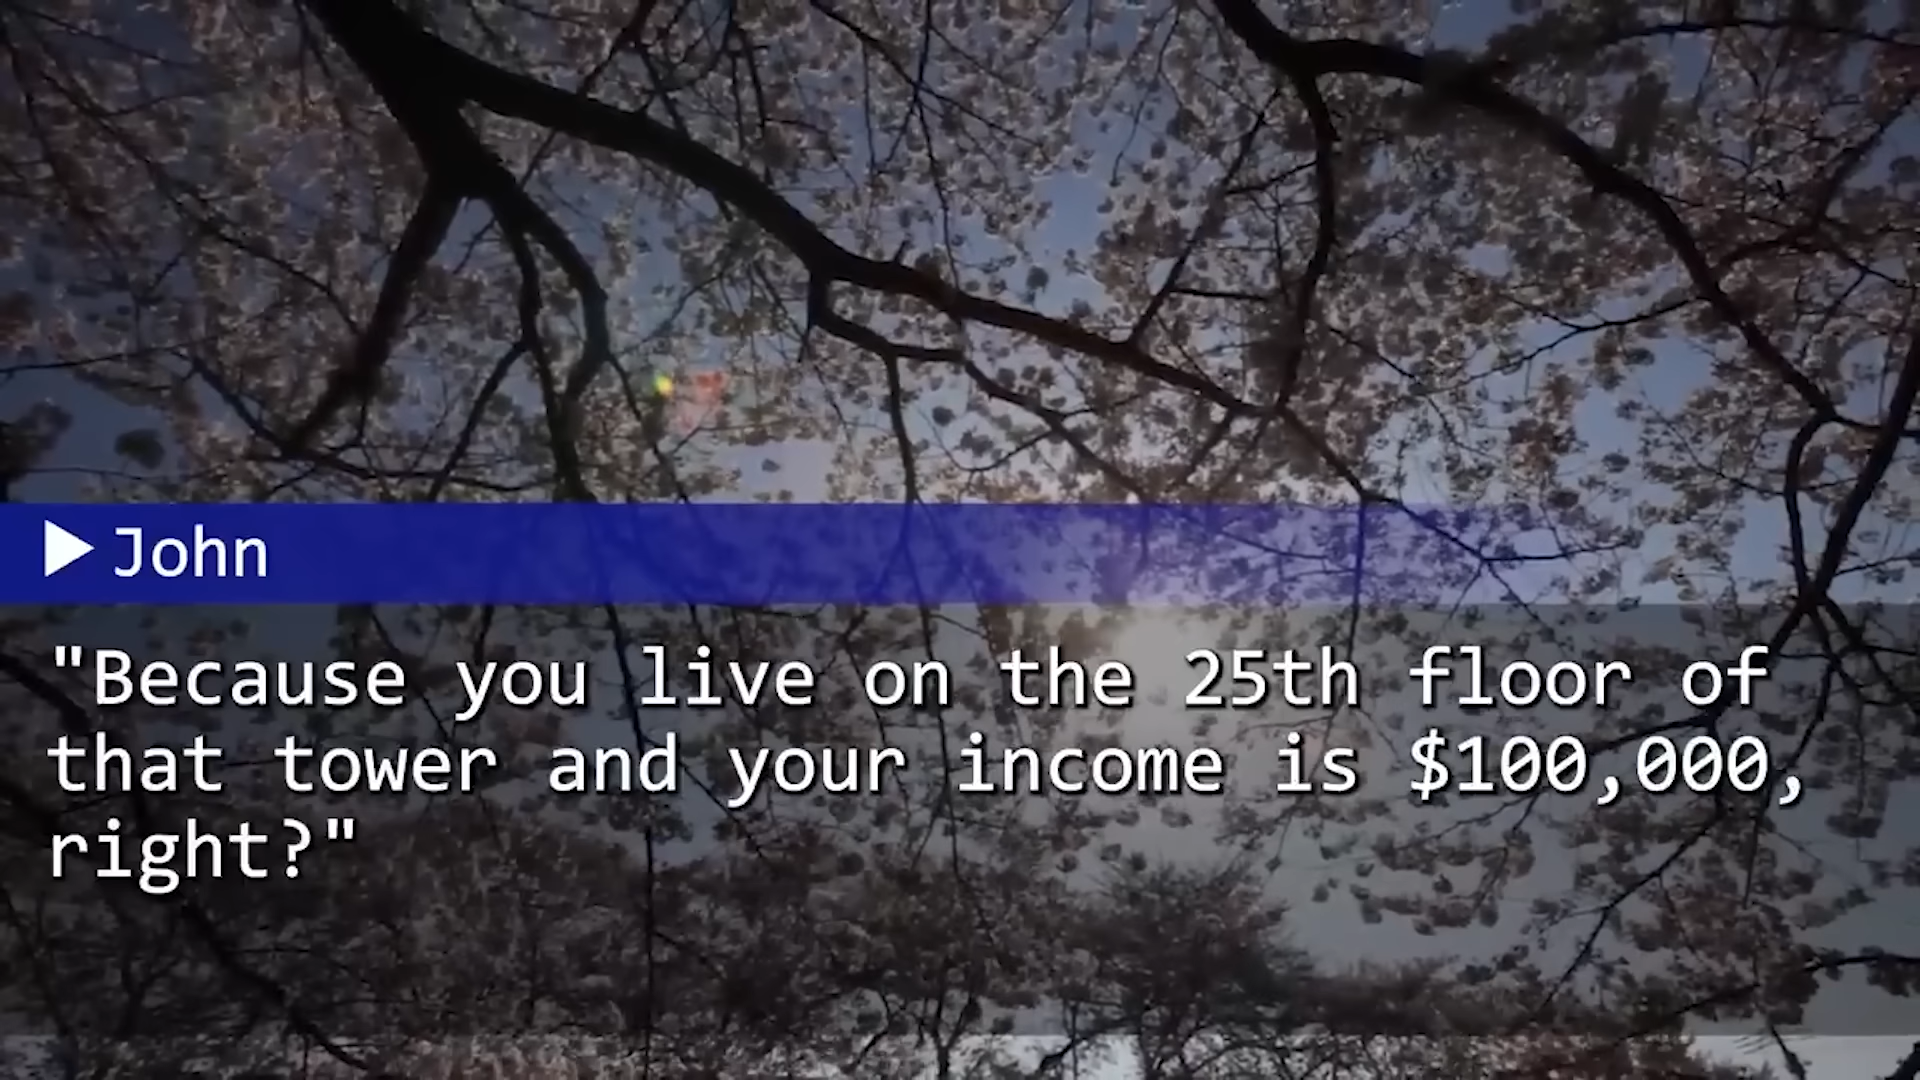 John
"Because you live on the 25th floor of
that tower and your income is $100,000,
right?"